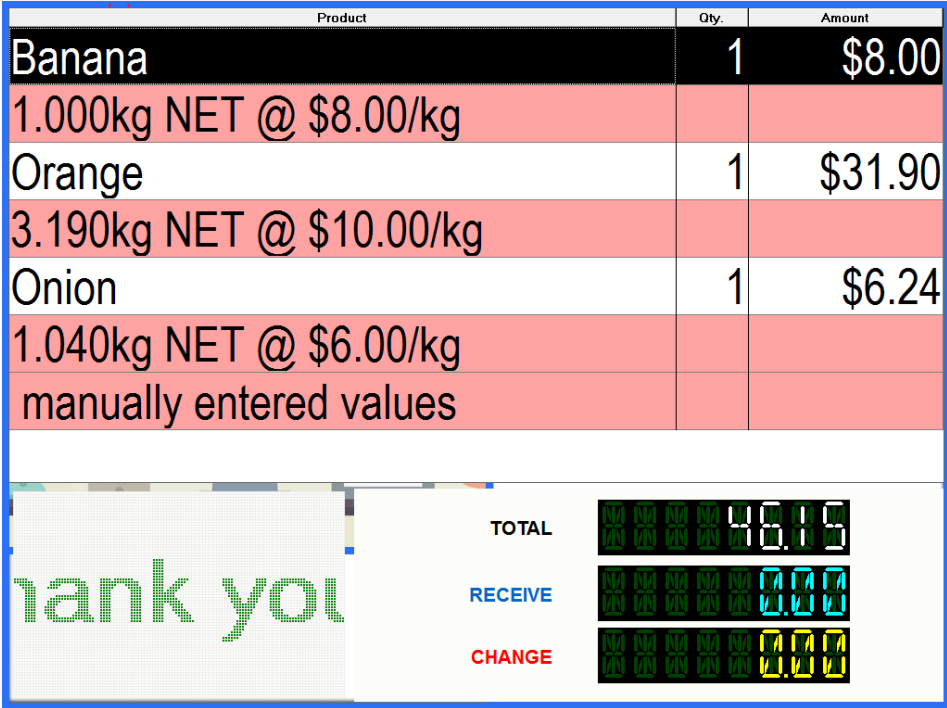 Product Qty. Amount
Banana 1 $8.00
1.000kg NET @ $8.00/kg
Orange 1 $31.90
3.190kg NET @ $10.00/kg
Onion 1 $6.24
1.040kg NET @ $6.00/kg
manually entered values
hank you
TOTAL 46.15
RECEIVE 0.00
CHANGE 0.00